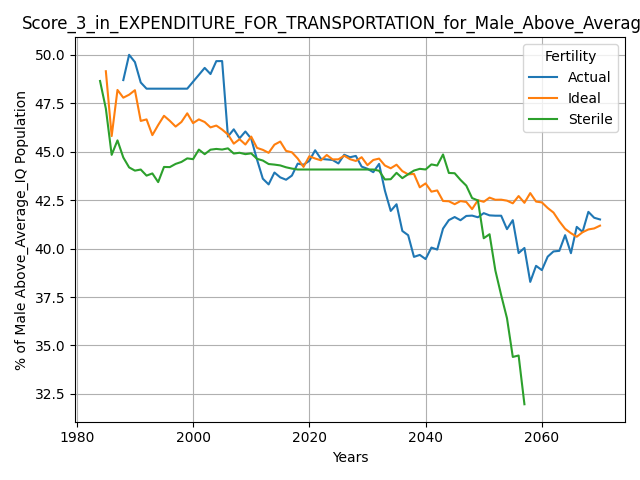 Score_3_in_EXPENDITURE_FOR_TRANSPORTATION_for_Male_Above_Averag
Fertility
Actual
Ideal
Sterile
% of Male Above_Average_IQ Population
50.0
47.5
45.0
42.5
40.0
37.5
35.0
32.5
1980 2000 2020 2040 2060
Years